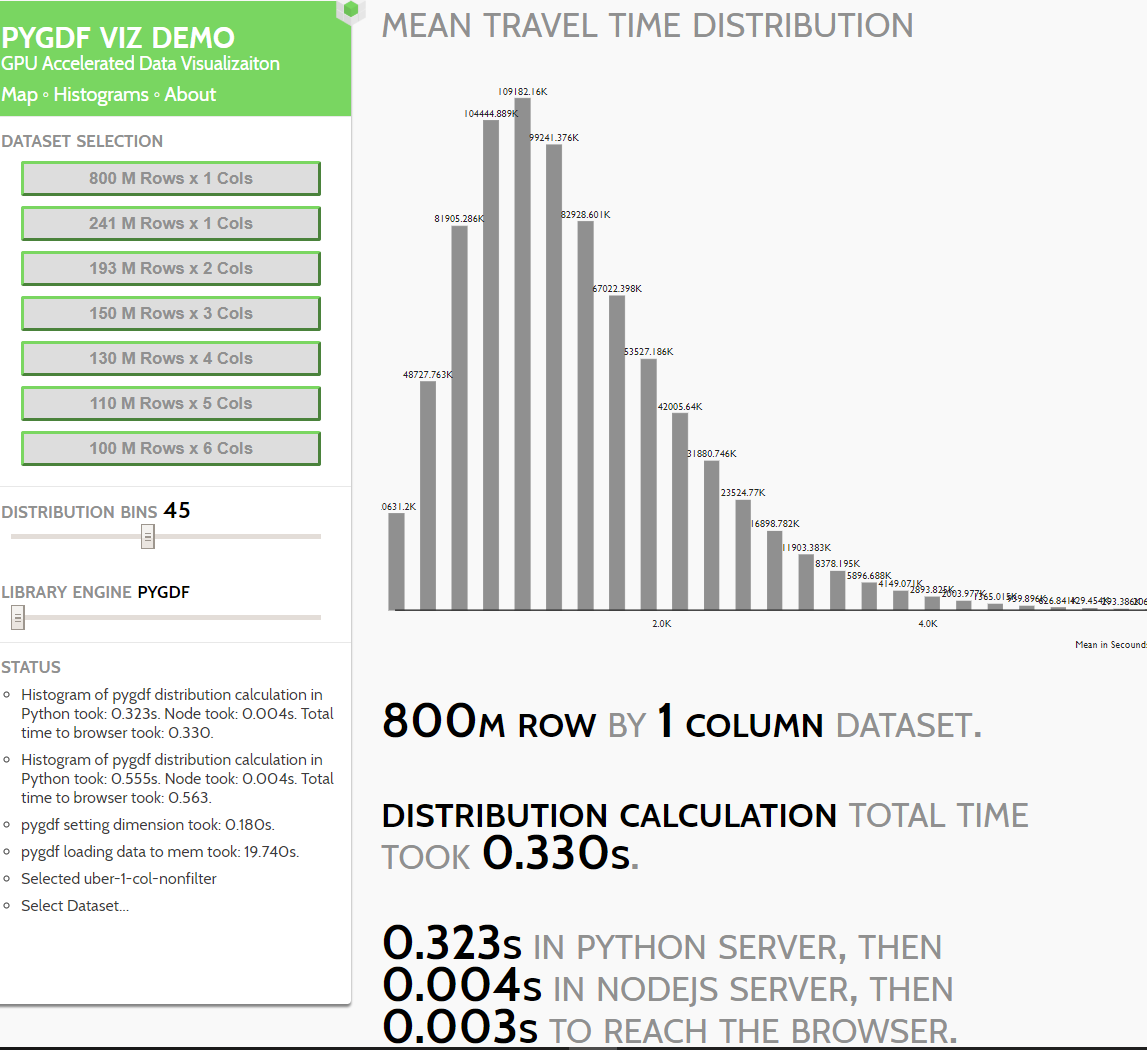 PYGDF VIZ DEMO
GPU Accelerated Data Visualizaiton
Map ◦ Histograms ◦ About
DATASET SELECTION
800 M Rows x 1 Cols
241 M Rows x 1 Cols
193 M Rows x 2 Cols
150 M Rows x 3 Cols
130 M Rows x 4 Cols
110 M Rows x 5 Cols
100 M Rows x 6 Cols
DISTRIBUTION BINS 45
LIBRARY ENGINE PYGDF
STATUS
Histogram of pygdf distribution calculation in
Python took: 0.323s. Node took: 0.004s. Total
time to browser took: 0.330.
Histogram of pygdf distribution calculation in
Python took: 0.555s. Node took: 0.004s. Total
time to browser took: 0.563.
pygdf setting dimension took: 0.180s.
pygdf loading data to mem took: 19.740s.
Selected uber-1-col-nonfilter
Select Dataset...
MEAN TRAVEL TIME DISTRIBUTION
0631.2K
48727.763K
81905.286K
104444.889K
109182.16K
99241.376K
82928.601K
67022.398K
53527.186K
42005.64K
31880.746K
23524.77K
16898.782K
11903.383K
8378.195K
5896.688K
4149.071K
2893.825K
2003.977K
1365.015K
626.841K
429.454K
293.386K
2.0K
4.0K
Mean in Secounds
800M ROW BY 1 COLUMN DATASET.
DISTRIBUTION CALCULATION TOTAL TIME
TOOK 0.330s.
0.323s IN PYTHON SERVER, THEN
0.004s IN NODEJS SERVER, THEN
0.003s TO REACH THE BROWSER.